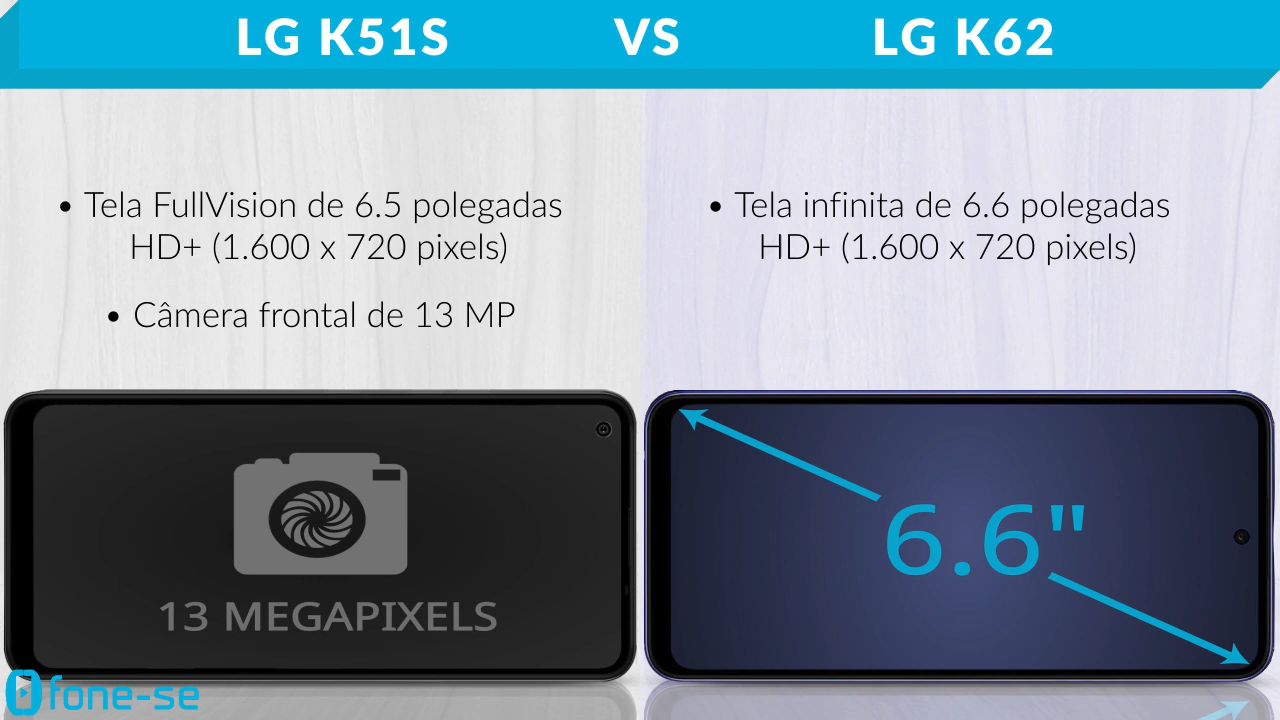 LG K51S VS LG K62
• Tela FullVision de 6.5 polegadas
HD+ (1.600 x 720 pixels)
• Câmera frontal de 13 MP
• Tela infinita de 6.6 polegadas
HD+ (1.600 x 720 pixels)
13 MEGAPIXELS
6.6"
fone-se